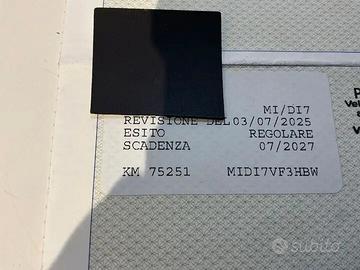 MI/DI7
REVISIONE DEL 03/07/2025
ESITO REGOLARE
SCADENZA 07/2027
KM 75251 MIDI7VF3HBW
subito